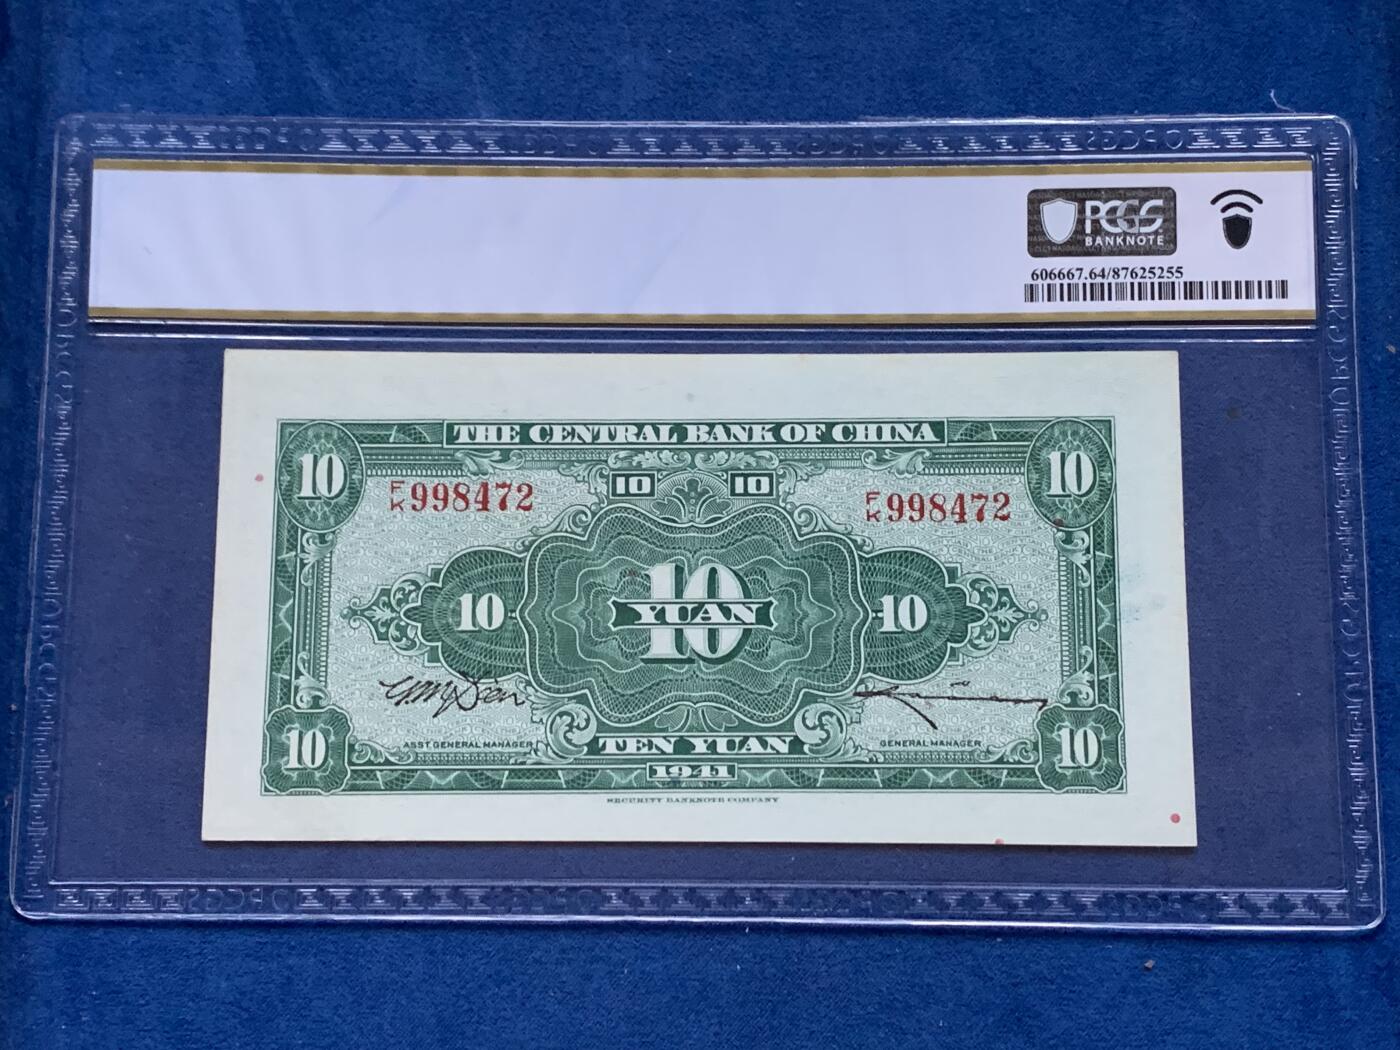 PCGS
BANKNOTE
606667.64/87625255
THE CENTRAL BANK OF CHINA
10 10
10 10
F/K 998472 F/K 998472
10
10 YUAN 10
ASST GENERAL MANAGER GENERAL MANAGER
10 TEN YUAN 10
1941
SECURITY BANKNOTE COMPANY